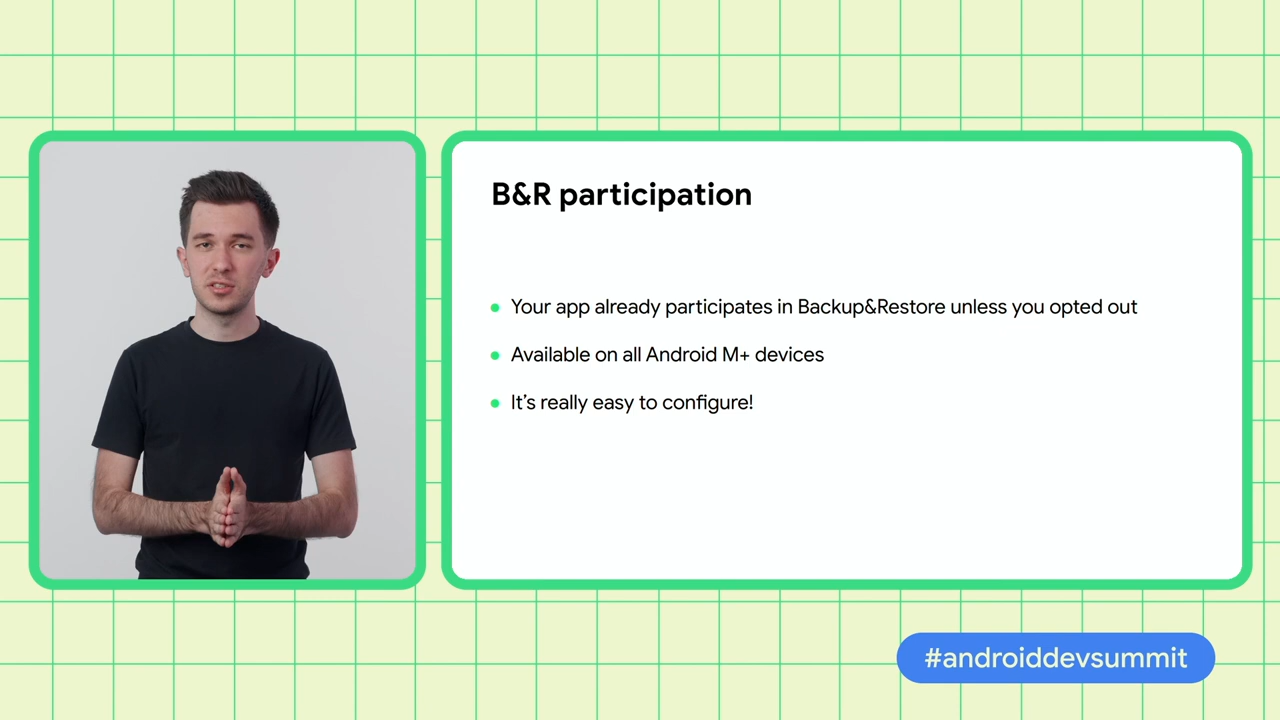 B&R participation
Your app already participates in Backup&Restore unless you opted out
Available on all Android M+ devices
It's really easy to configure!
#androiddevsummit